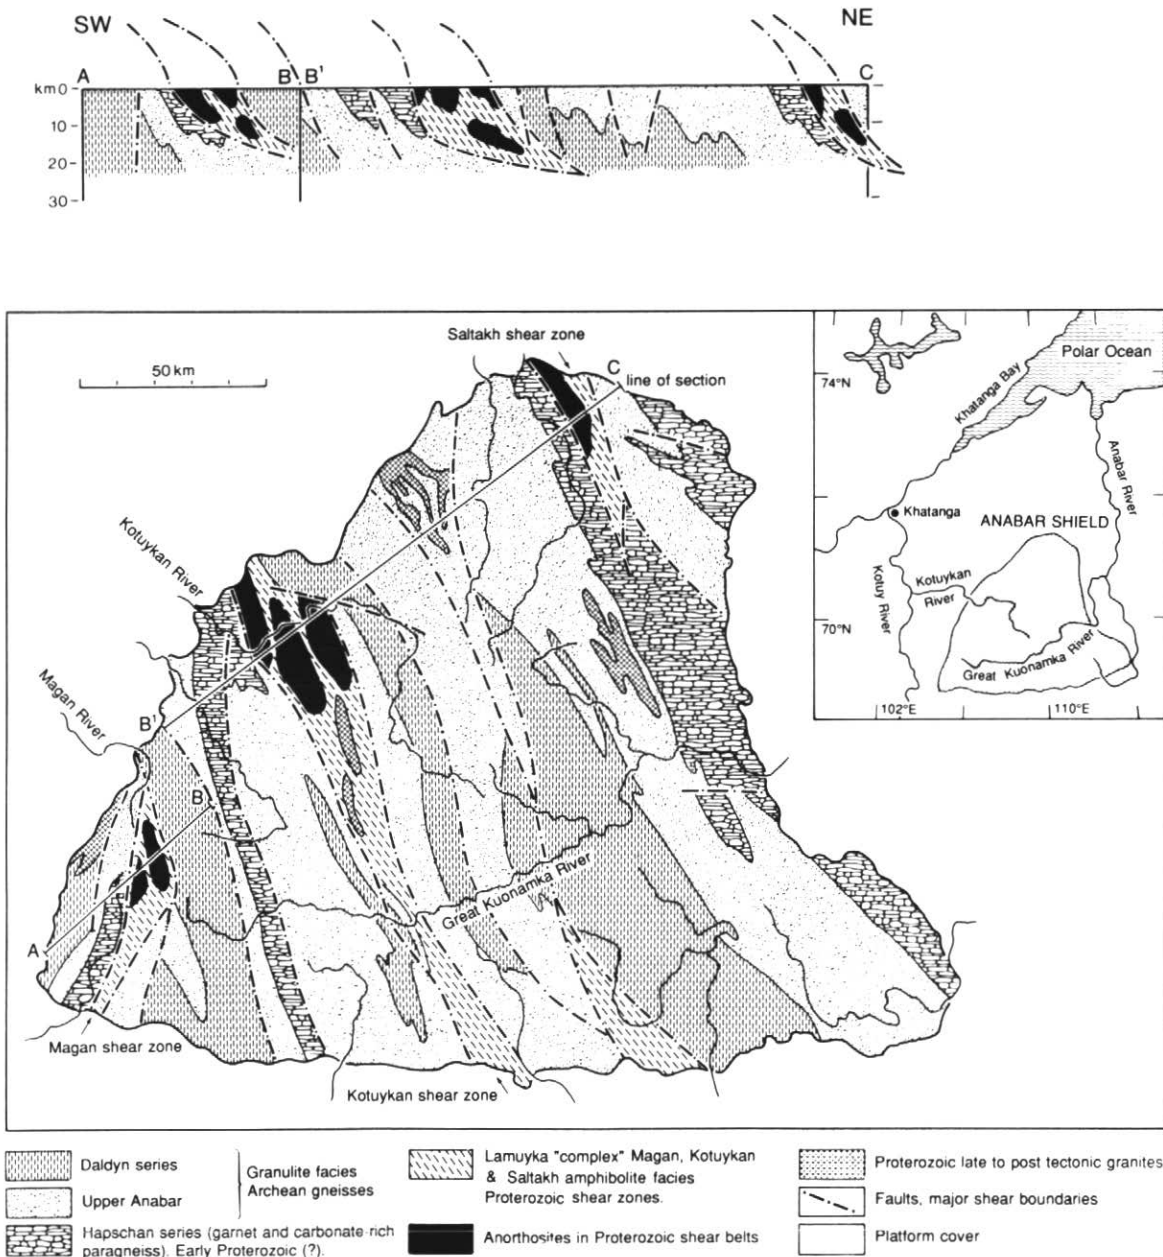 SW
NE
A
B B¹
C
km 0
10
20
30
Saltakh shear zone
50 km
C
line of section
Kotuykan River
Magan River
B¹
B
A
Great Kuonamka River
Magan shear zone
Kotuykan shear zone
Polar Ocean
74°N
Khatanga Bay
Anabar River
Khatanga
ANABAR SHIELD
Kotuy River
Kotuykan
River
70°N
Great Kuonamka River
102°E
110°E
Daldyn series
Upper Anabar
Granulite facies
Archean gneisses
Hapschan series (garnet and carbonate-rich
paragneiss). Early Proterozoic (?).
Lamuyka "complex" Magan, Kotuykan
& Saltakh amphibolite facies
Proterozoic shear zones.
Anorthosites in Proterozoic shear belts
Proterozoic late to post tectonic granites
Faults, major shear boundaries
Platform cover